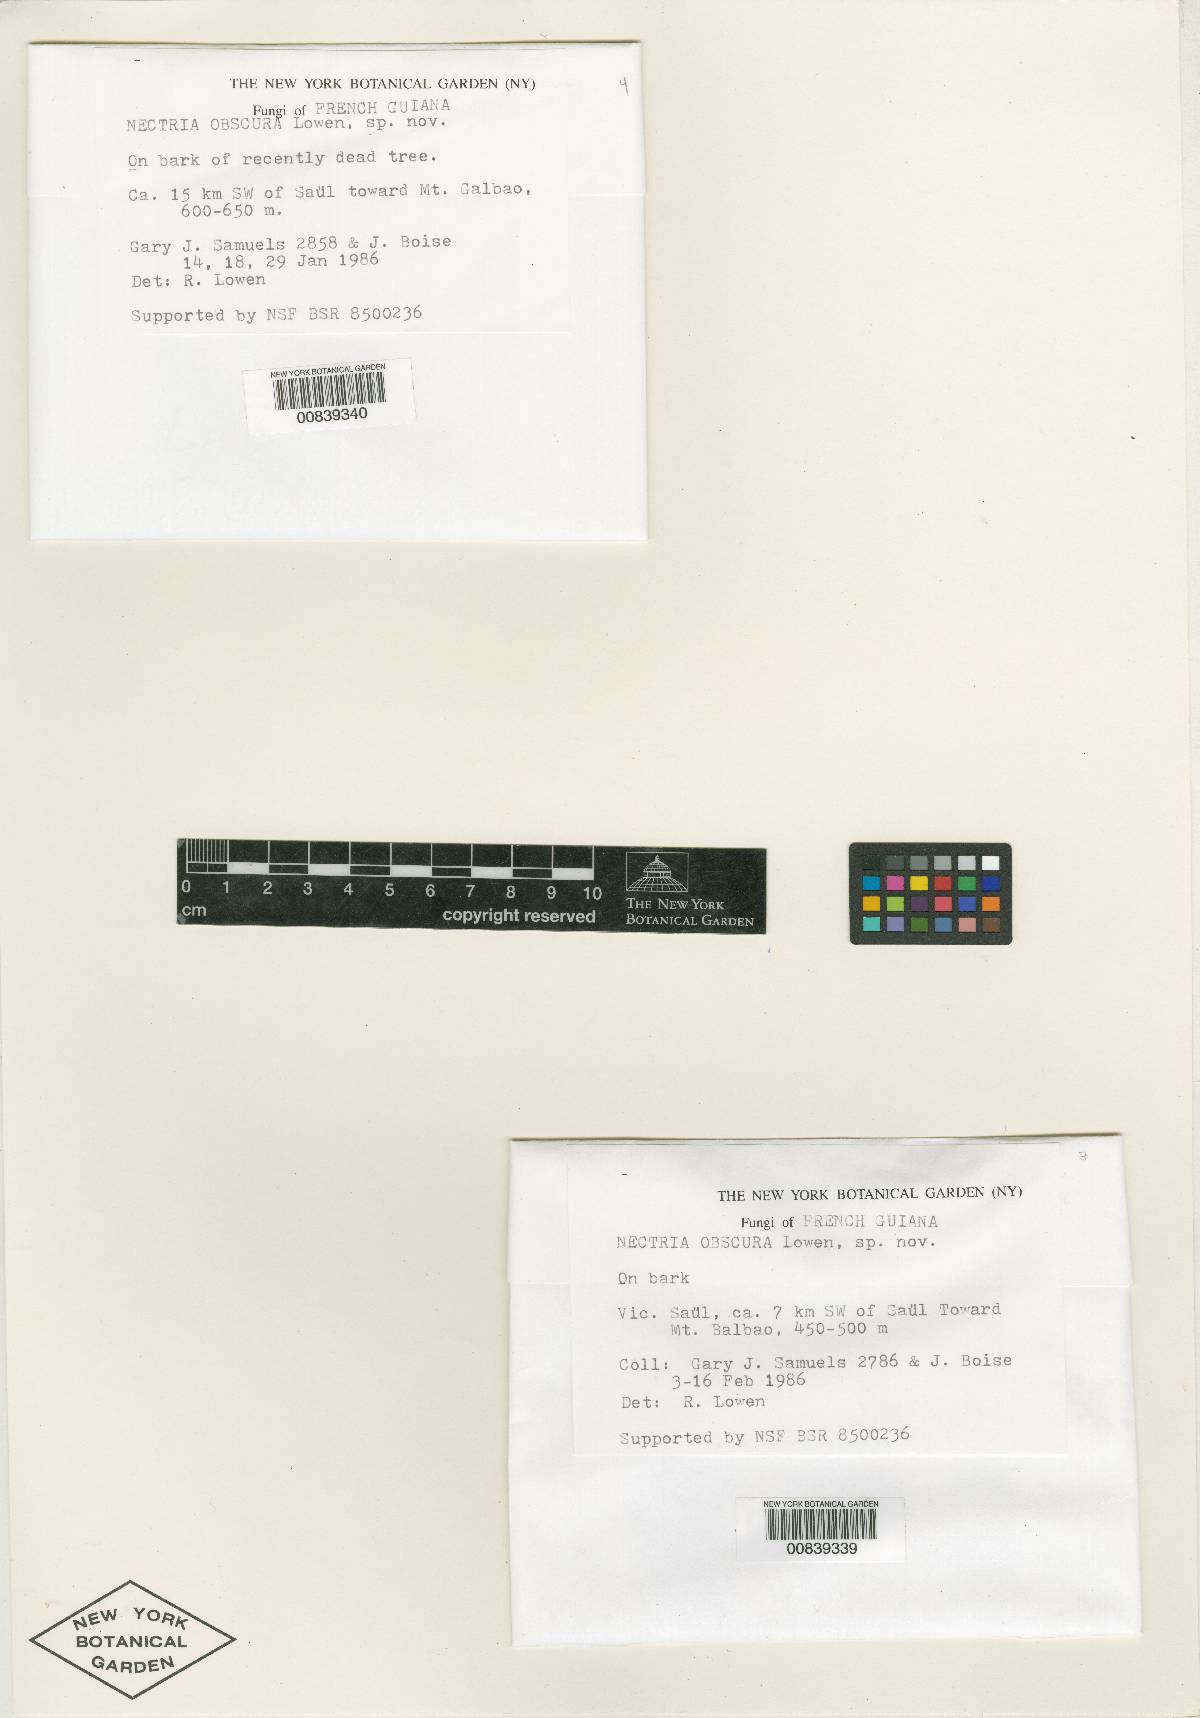 THE NEW YORK BOTANICAL GARDEN (NY)
4
Fungi of FRENCH GUIANA
NECTRIA OBSCURA Lowen, sp. nov.
On bark of recently dead tree.
Ca. 15 km SW of Saül toward Mt. Galbao,
600-650 m.
Gary J. Samuels 2858 & J. Boise
14, 18, 29 Jan 1986
Det: R. Lowen
Supported by NSF BSR 8500236
NEW YORK BOTANICAL GARDEN
00839340
0 1 2 3 4 5 6 7 8 9 10
cm
copyright reserved
THE NEW YORK
BOTANICAL GARDEN
3
THE NEW YORK BOTANICAL GARDEN (NY)
Fungi of FRENCH GUIANA
NECTRIA OBSCURA Lowen, sp. nov.
On bark
Vic. Saül, ca. 7 km SW of Saül Toward
Mt. Balbao, 450-500 m
Coll: Gary J. Samuels 2786 & J. Boise
3-16 Feb 1986
Det: R. Lowen
Supported by NSF BSR 8500236
NEW YORK BOTANICAL GARDEN
00839339
NEW YORK
BOTANICAL
GARDEN